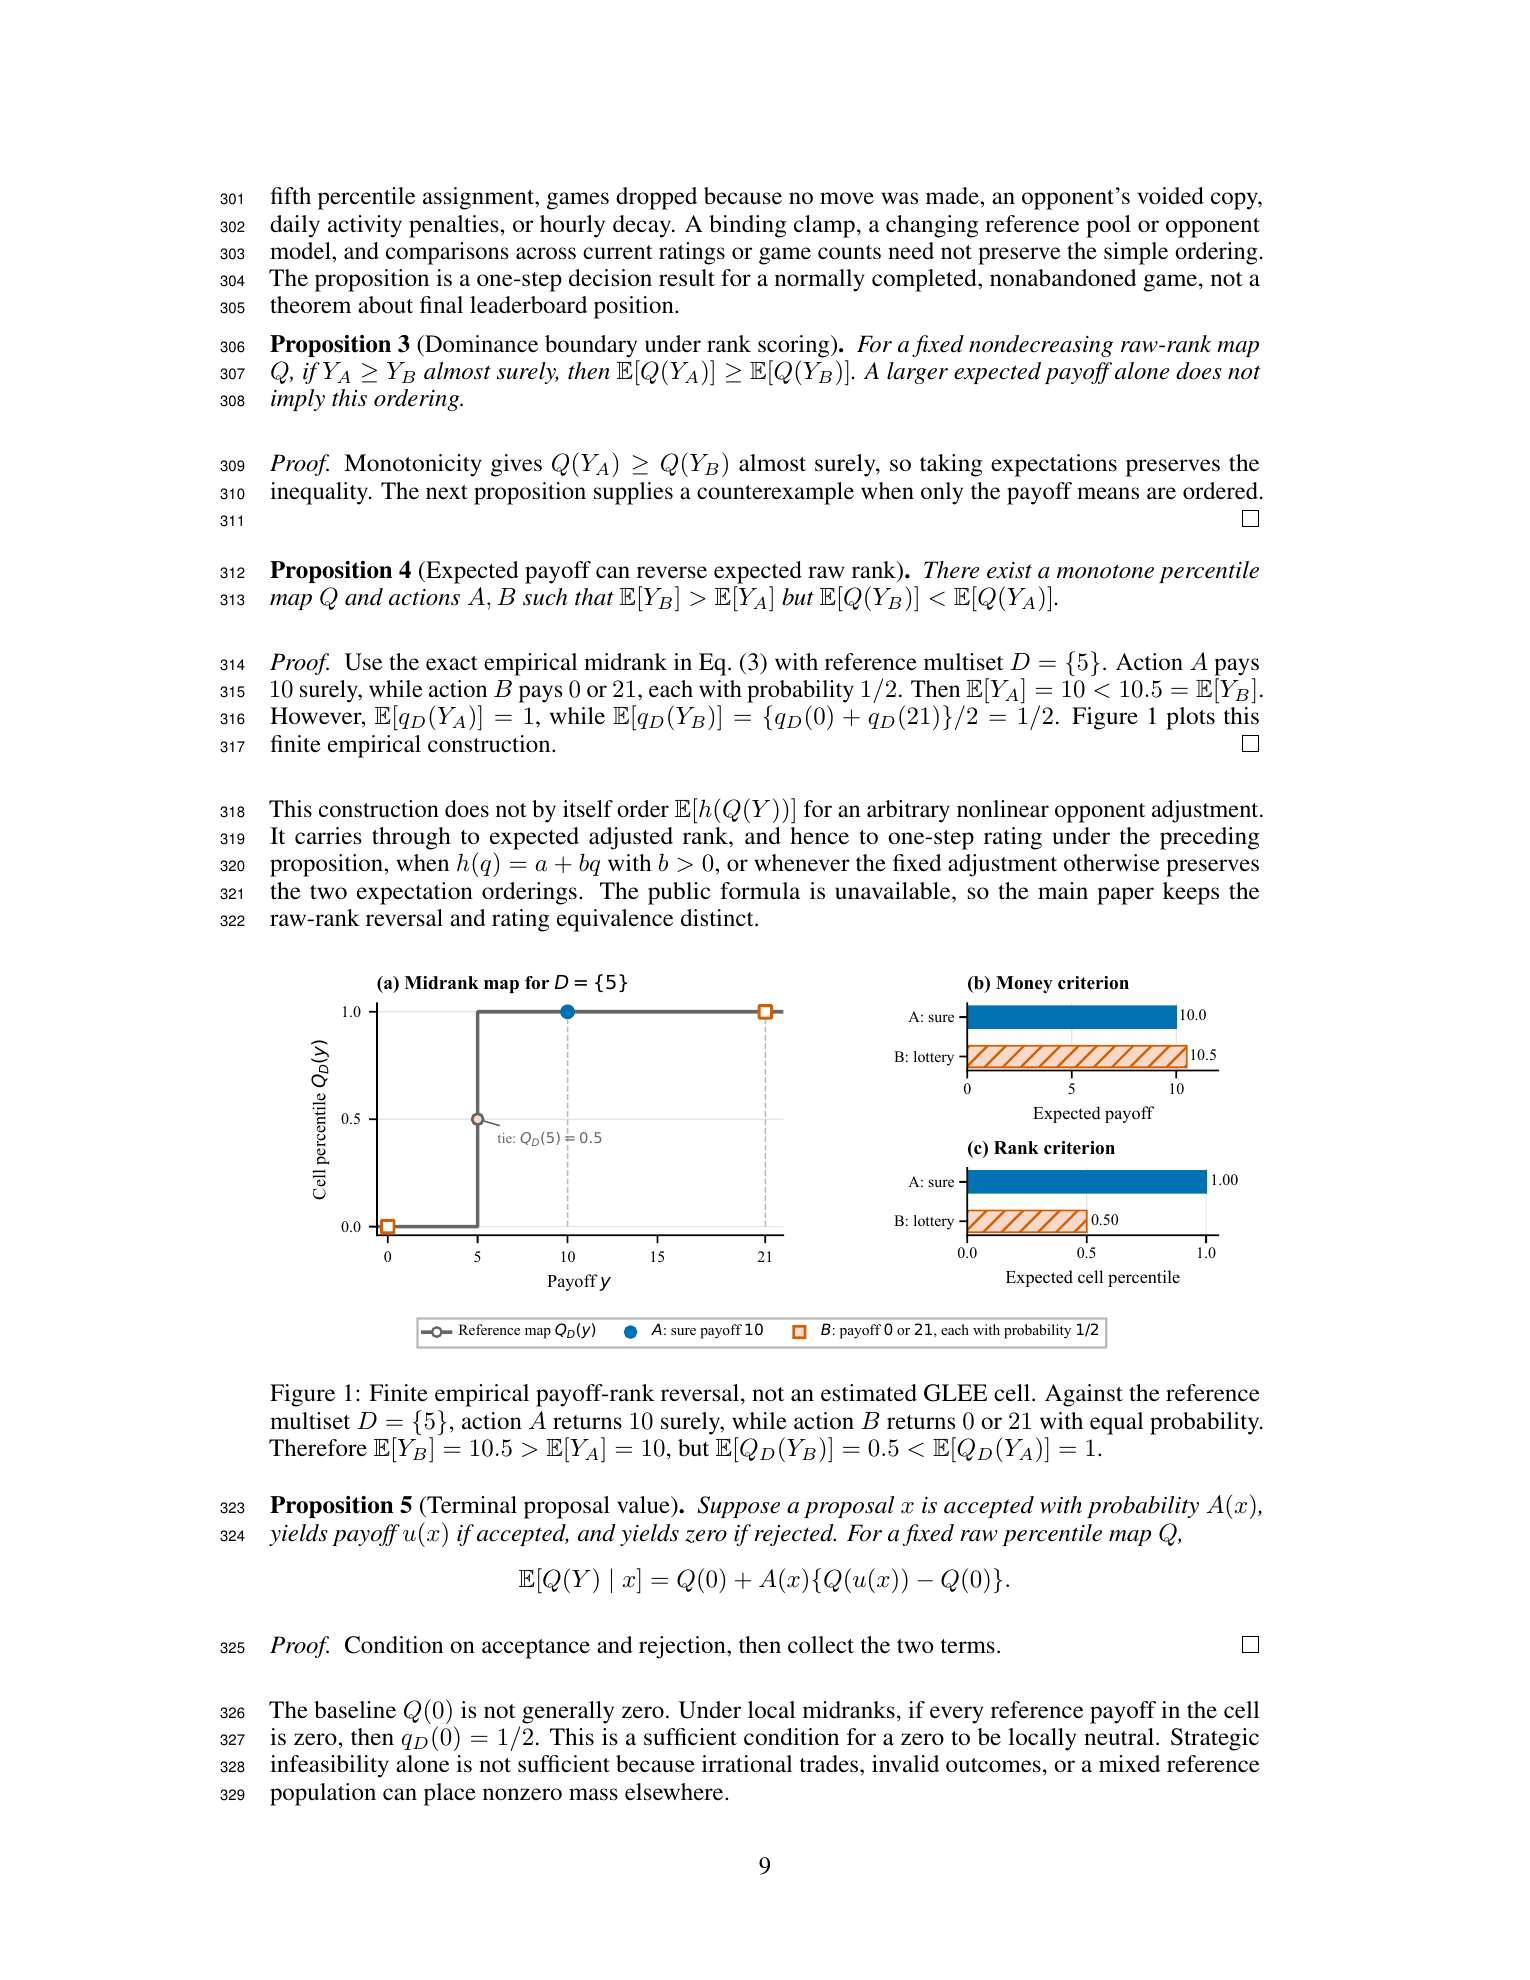 301 fifth percentile assignment, games dropped because no move was made, an opponent's voided copy,
302 daily activity penalties, or hourly decay. A binding clamp, a changing reference pool or opponent
303 model, and comparisons across current ratings or game counts need not preserve the simple ordering.
304 The proposition is a one-step decision result for a normally completed, nonabandoned game, not a
305 theorem about final leaderboard position.
306 Proposition 3 (Dominance boundary under rank scoring). For a fixed nondecreasing raw-rank map
307 Q, if Y_A ≥ Y_B almost surely, then 𝔼[Q(Y_A)] ≥ 𝔼[Q(Y_B)]. A larger expected payoff alone does not
308 imply this ordering.
309 Proof. Monotonicity gives Q(Y_A) ≥ Q(Y_B) almost surely, so taking expectations preserves the
310 inequality. The next proposition supplies a counterexample when only the payoff means are ordered.
311 □
312 Proposition 4 (Expected payoff can reverse expected raw rank). There exist a monotone percentile
313 map Q and actions A, B such that 𝔼[Y_B] > 𝔼[Y_A] but 𝔼[Q(Y_B)] < 𝔼[Q(Y_A)].
314 Proof. Use the exact empirical midrank in Eq. (3) with reference multiset D = {5}. Action A pays
315 10 surely, while action B pays 0 or 21, each with probability 1/2. Then 𝔼[Y_A] = 10 < 10.5 = 𝔼[Y_B].
316 However, 𝔼[q_D(Y_A)] = 1, while 𝔼[q_D(Y_B)] = {q_D(0) + q_D(21)}/2 = 1/2. Figure 1 plots this
317 finite empirical construction. □
318 This construction does not by itself order 𝔼[h(Q(Y))] for an arbitrary nonlinear opponent adjustment.
319 It carries through to expected adjusted rank, and hence to one-step rating under the preceding
320 proposition, when h(q) = a + bq with b > 0, or whenever the fixed adjustment otherwise preserves
321 the two expectation orderings. The public formula is unavailable, so the main paper keeps the
322 raw-rank reversal and rating equivalence distinct.
(a) Midrank map for D = {5}
Cell percentile Q_D(y)
1.0
0.5
0.0
tie: Q_D(5) = 0.5
0 5 10 15 21
Payoff y
(b) Money criterion
A: sure 10.0
B: lottery 10.5
0 5 10
Expected payoff
(c) Rank criterion
A: sure 1.00
B: lottery 0.50
0.0 0.5 1.0
Expected cell percentile
Reference map Q_D(y) A: sure payoff 10 B: payoff 0 or 21, each with probability 1/2
Figure 1: Finite empirical payoff-rank reversal, not an estimated GLEE cell. Against the reference
multiset D = {5}, action A returns 10 surely, while action B returns 0 or 21 with equal probability.
Therefore 𝔼[Y_B] = 10.5 > 𝔼[Y_A] = 10, but 𝔼[Q_D(Y_B)] = 0.5 < 𝔼[Q_D(Y_A)] = 1.
323 Proposition 5 (Terminal proposal value). Suppose a proposal x is accepted with probability A(x),
324 yields payoff u(x) if accepted, and yields zero if rejected. For a fixed raw percentile map Q,
𝔼[Q(Y) | x] = Q(0) + A(x){Q(u(x)) − Q(0)}.
325 Proof. Condition on acceptance and rejection, then collect the two terms. □
326 The baseline Q(0) is not generally zero. Under local midranks, if every reference payoff in the cell
327 is zero, then q_D(0) = 1/2. This is a sufficient condition for a zero to be locally neutral. Strategic
328 infeasibility alone is not sufficient because irrational trades, invalid outcomes, or a mixed reference
329 population can place nonzero mass elsewhere.
9